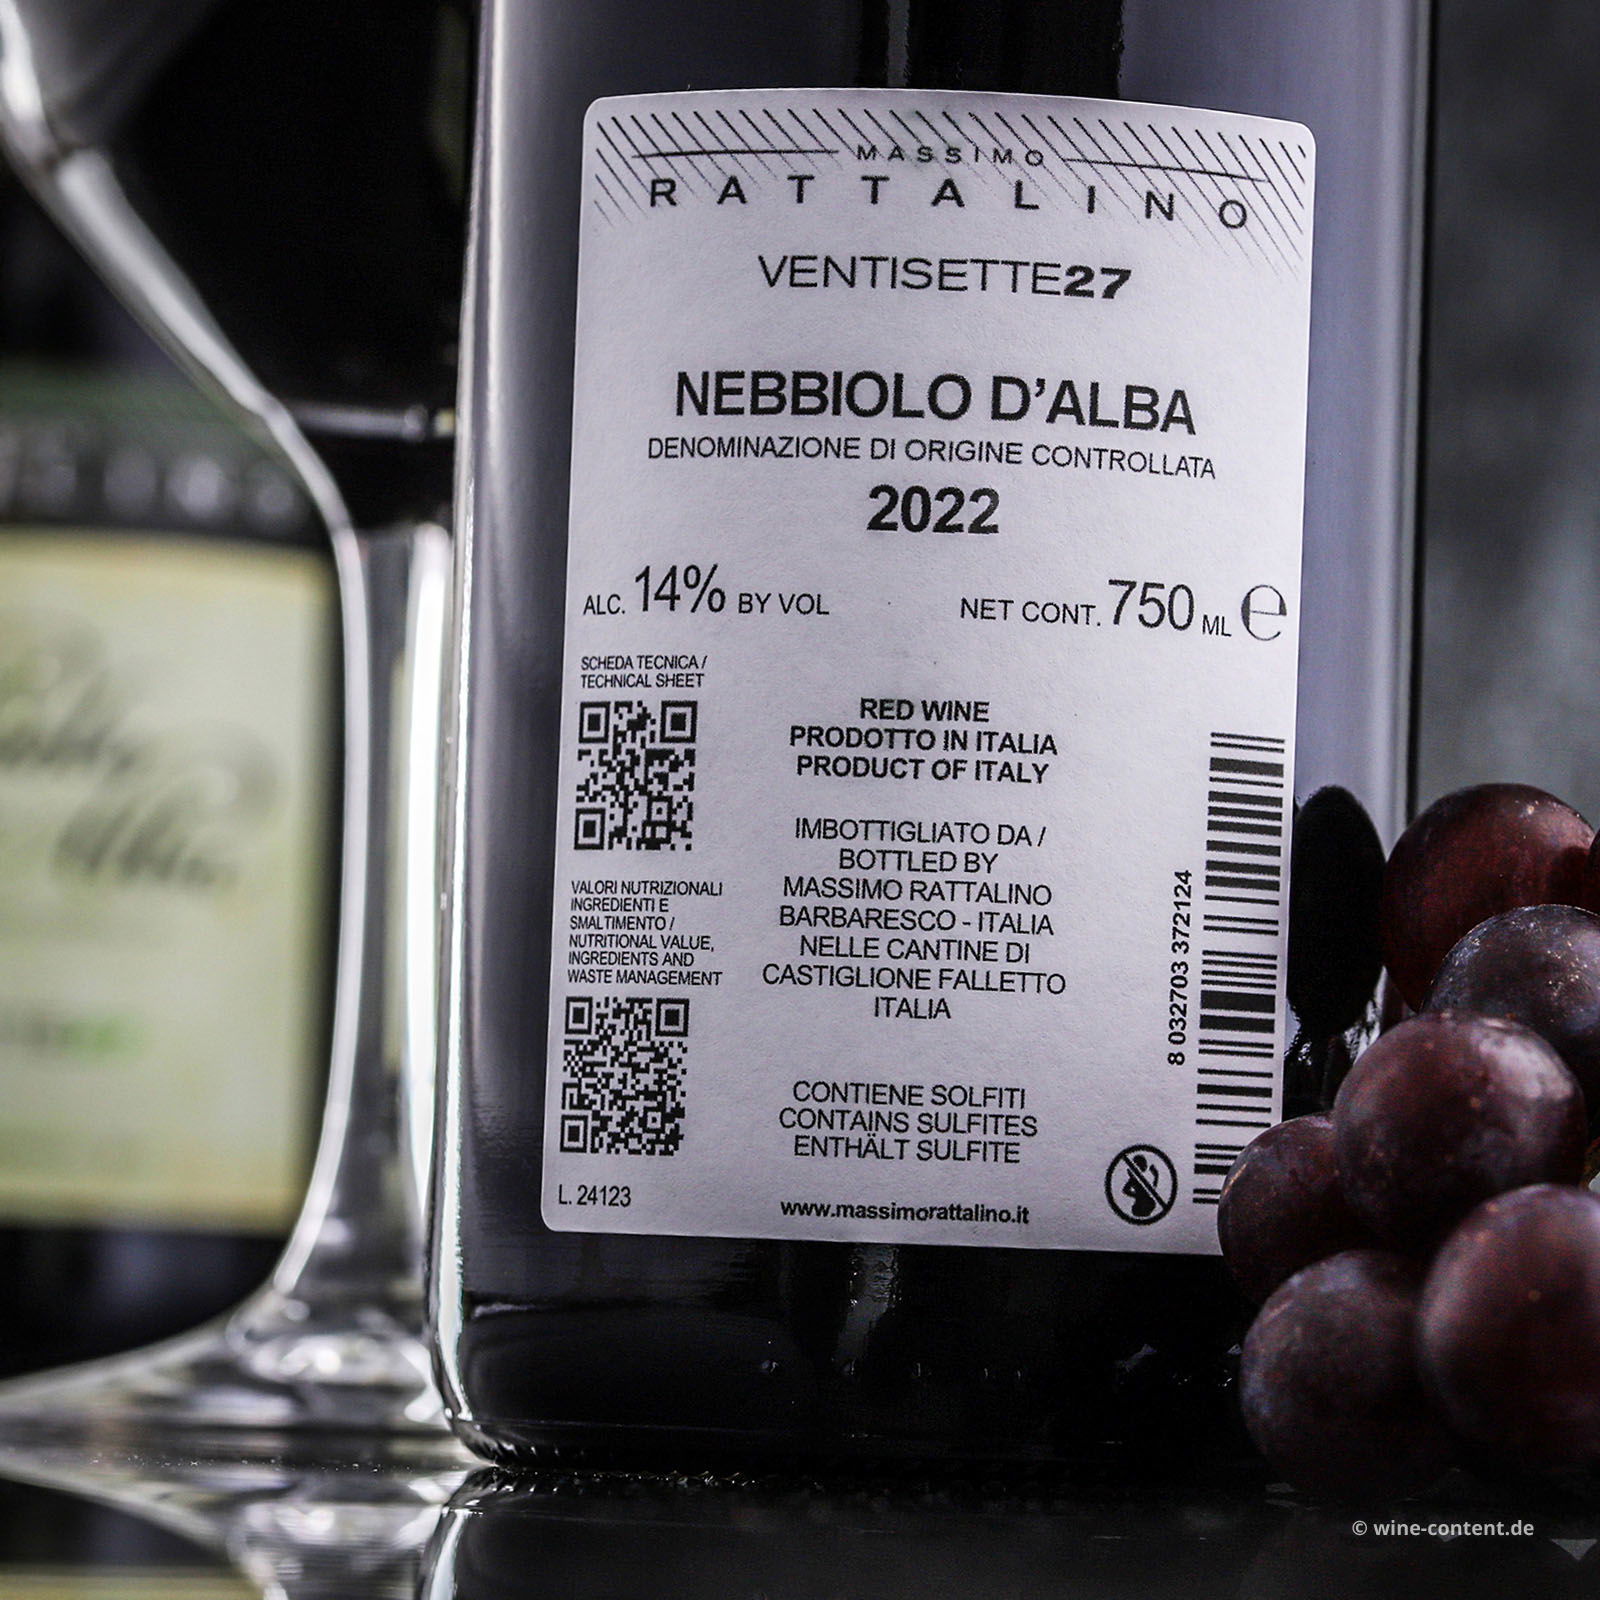 MASSIMO
RATTALINO
VENTISETTE27
NEBBIOLO D'ALBA
DENOMINAZIONE DI ORIGINE CONTROLLATA
2022
ALC. 14% BY VOL
NET CONT. 750 ML ℮
SCHEDA TECNICA /
TECHNICAL SHEET
VALORI NUTRIZIONALI
INGREDIENTI E
SMALTIMENTO /
NUTRITIONAL VALUE,
INGREDIENTS AND
WASTE MANAGEMENT
L. 24123
RED WINE
PRODOTTO IN ITALIA
PRODUCT OF ITALY
IMBOTTIGLIATO DA /
BOTTLED BY
MASSIMO RATTALINO
BARBARESCO - ITALIA
NELLE CANTINE DI
CASTIGLIONE FALLETTO
ITALIA
CONTIENE SOLFITI
CONTAINS SULFITES
ENTHÄLT SULFITE
www.massimorattalino.it
8 032703 372124
© wine-content.de